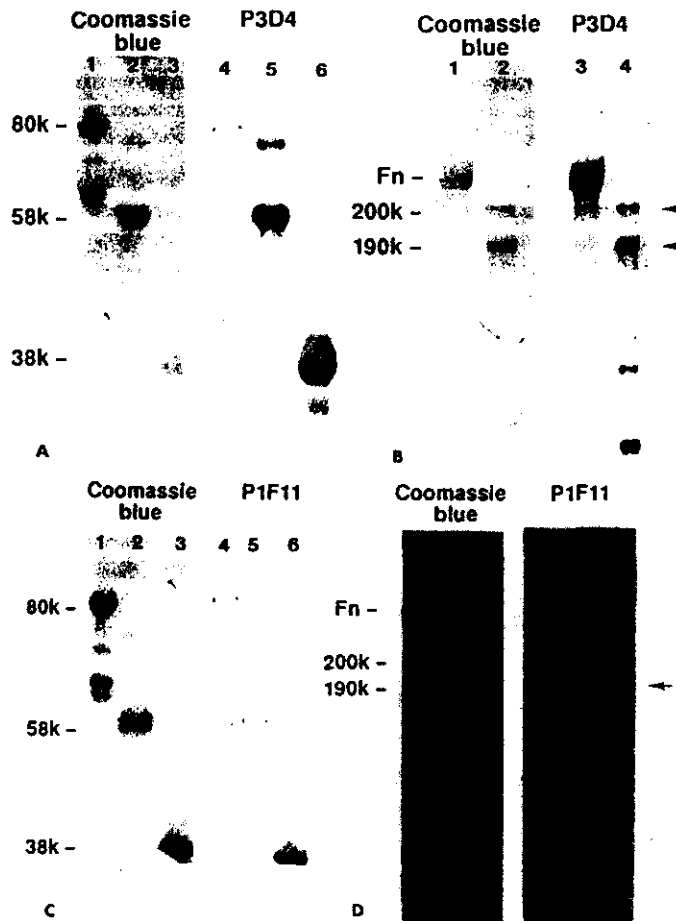 Coomassie blue P3D4
1 2 3 4 5 6
80k –
58k –
38k –
A
Coomassie blue P3D4
1 2 3 4
Fn –
200k –
190k –
B
Coomassie blue P1F11
1 2 3 4 5 6
80k –
58k –
38k –
C
Coomassie blue P1F11
Fn –
200k –
190k –
D